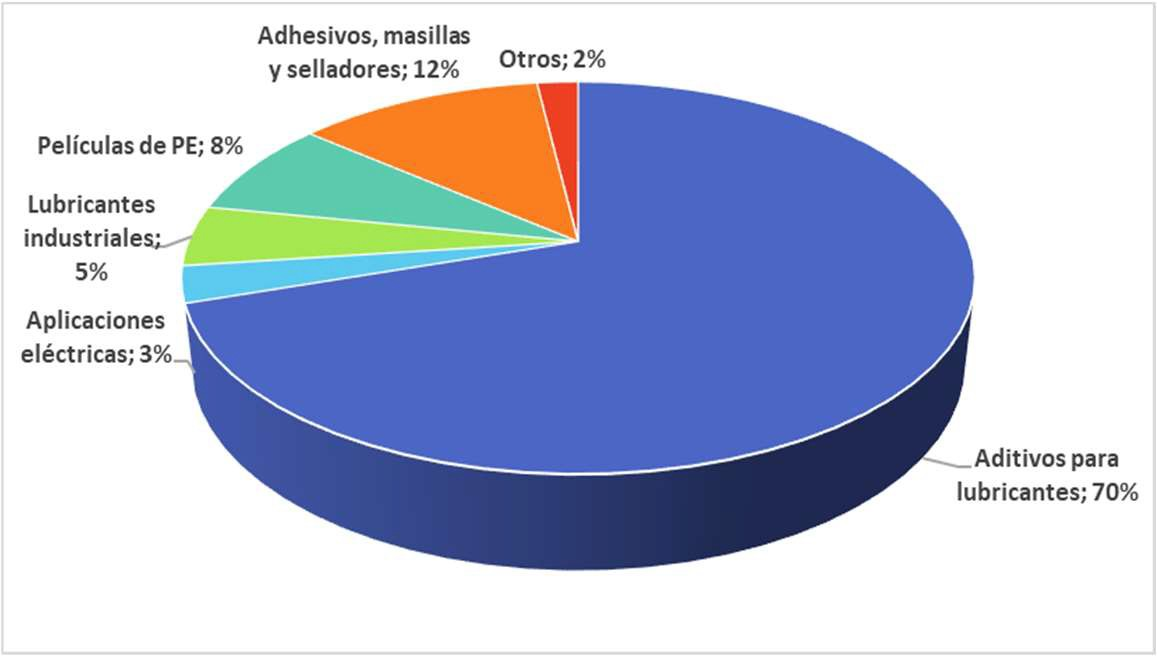 Adhesivos, masillas
y selladores; 12%
Otros; 2%
Películas de PE; 8%
Lubricantes
industriales;
5%
Aplicaciones
eléctricas; 3%
Aditivos para
lubricantes; 70%